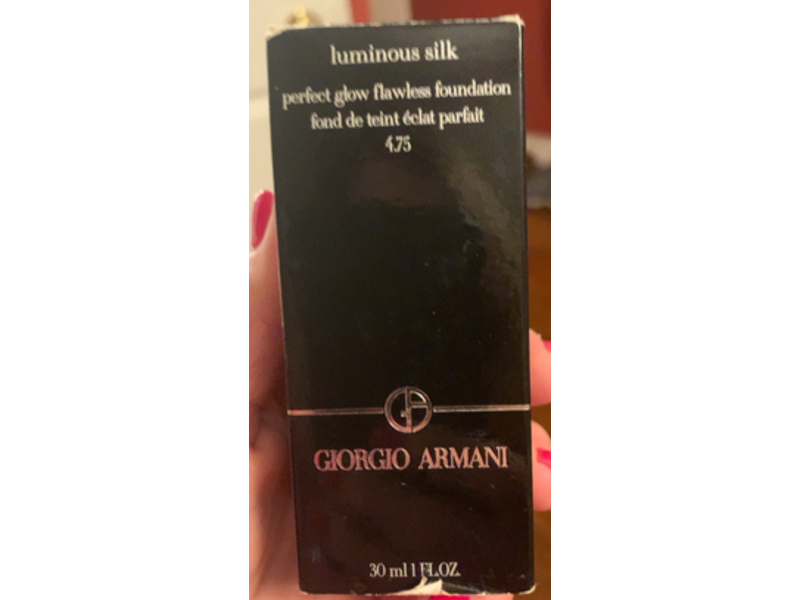 luminous silk
perfect glow flawless foundation
fond de teint éclat parfait
4.75
GIORGIO ARMANI
30 ml 1 FL.OZ.